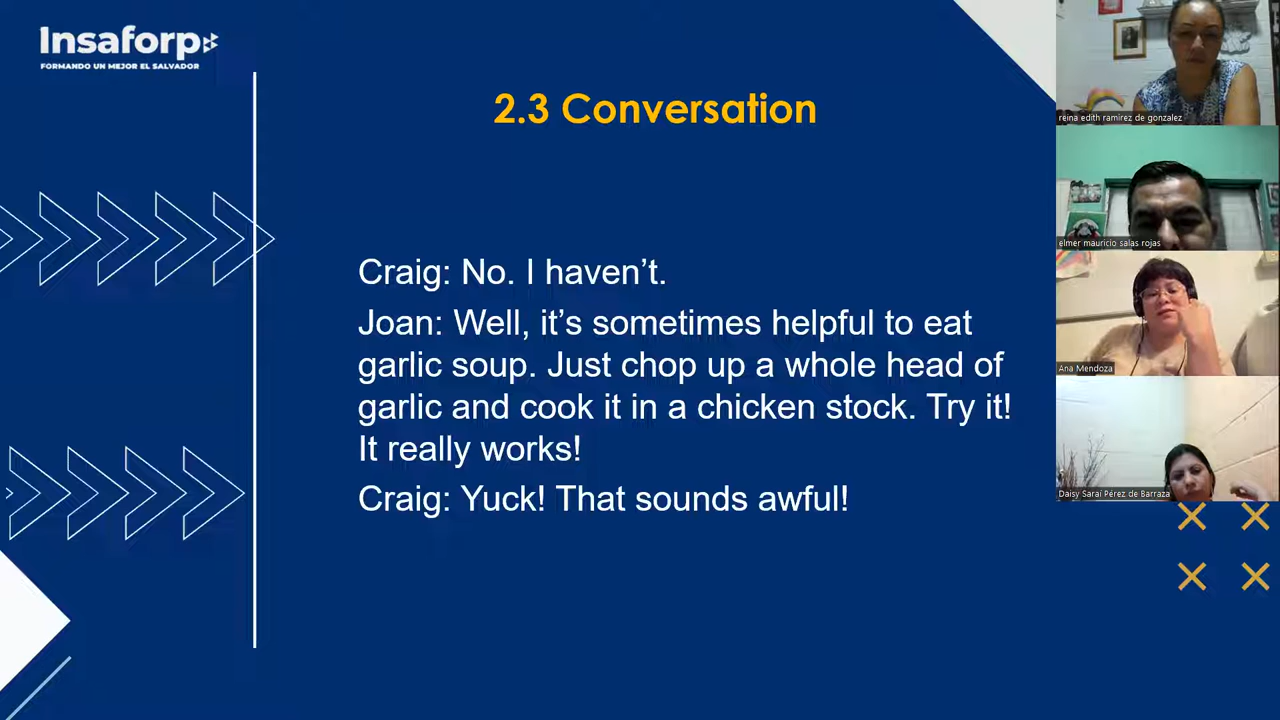 Insaforp
FORMANDO UN MEJOR EL SALVADOR
2.3 Conversation
Craig: No. I haven’t.
Joan: Well, it’s sometimes helpful to eat
garlic soup. Just chop up a whole head of
garlic and cook it in a chicken stock. Try it!
It really works!
Craig: Yuck! That sounds awful!
reina edith ramirez de gonzalez
elmer mauricio salas rojas
Ana Mendoza
Daisy Saraí Pérez de Barraza